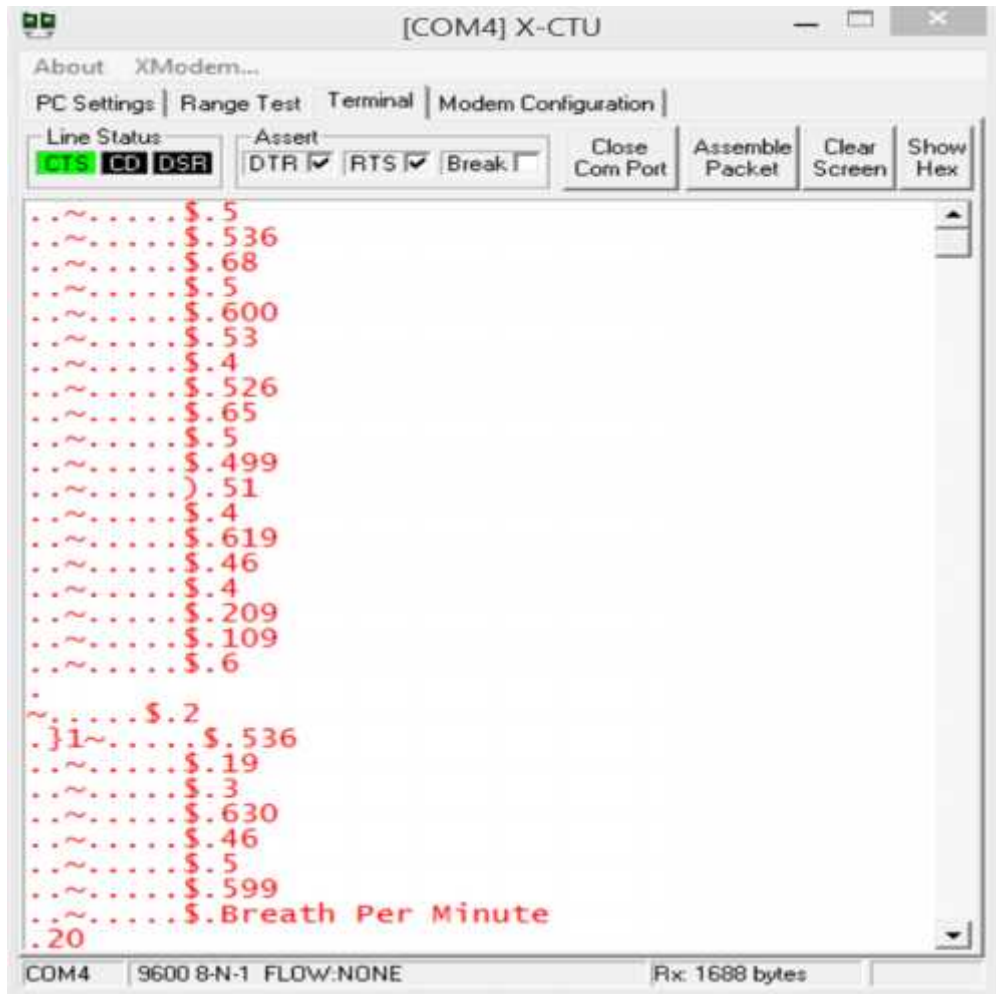 [COM4] X-CTU
About XModem...
PC Settings Range Test Terminal Modem Configuration
Line Status Assert
CTS CD DSR DTR RTS Break
Close Com Port
Assemble Packet
Clear Screen
Show Hex
..~.....$.5
..~.....$.536
..~.....$.68
..~.....$.5
..~.....$.600
..~.....$.53
..~.....$.4
..~.....$.526
..~.....$.65
..~.....$.5
..~.....$.499
..~.....).51
..~.....$.4
..~.....$.619
..~.....$.46
..~.....$.4
..~.....$.209
..~.....$.109
..~.....$.6
.
~.....$.2
.}1~.....$.536
..~.....$.19
..~.....$.3
..~.....$.630
..~.....$.46
..~.....$.5
..~.....$.599
..~.....$.Breath Per Minute
.20
COM4 9600 8-N-1 FLOW:NONE Rx: 1688 bytes